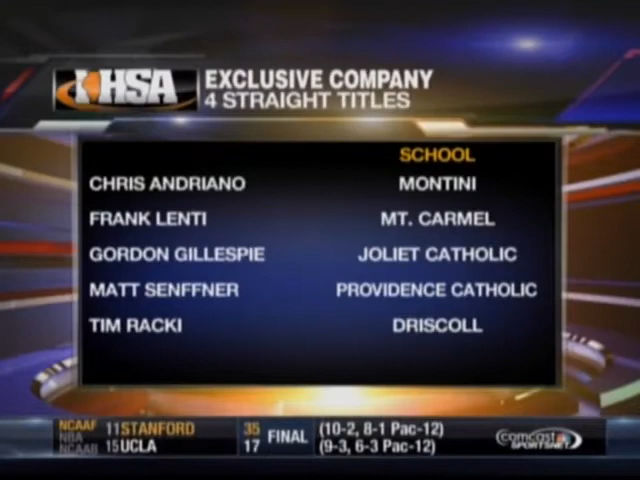 IHSA EXCLUSIVE COMPANY
4 STRAIGHT TITLES
SCHOOL
CHRIS ANDRIANO MONTINI
FRANK LENTI MT. CARMEL
GORDON GILLESPIE JOLIET CATHOLIC
MATT SENFFNER PROVIDENCE CATHOLIC
TIM RACKI DRISCOLL
NCAAF 11 STANFORD 35 FINAL (10-2, 8-1 Pac-12)
NBA
NCAAB 15 UCLA 17 (9-3, 6-3 Pac-12)
comcast SPORTSNET